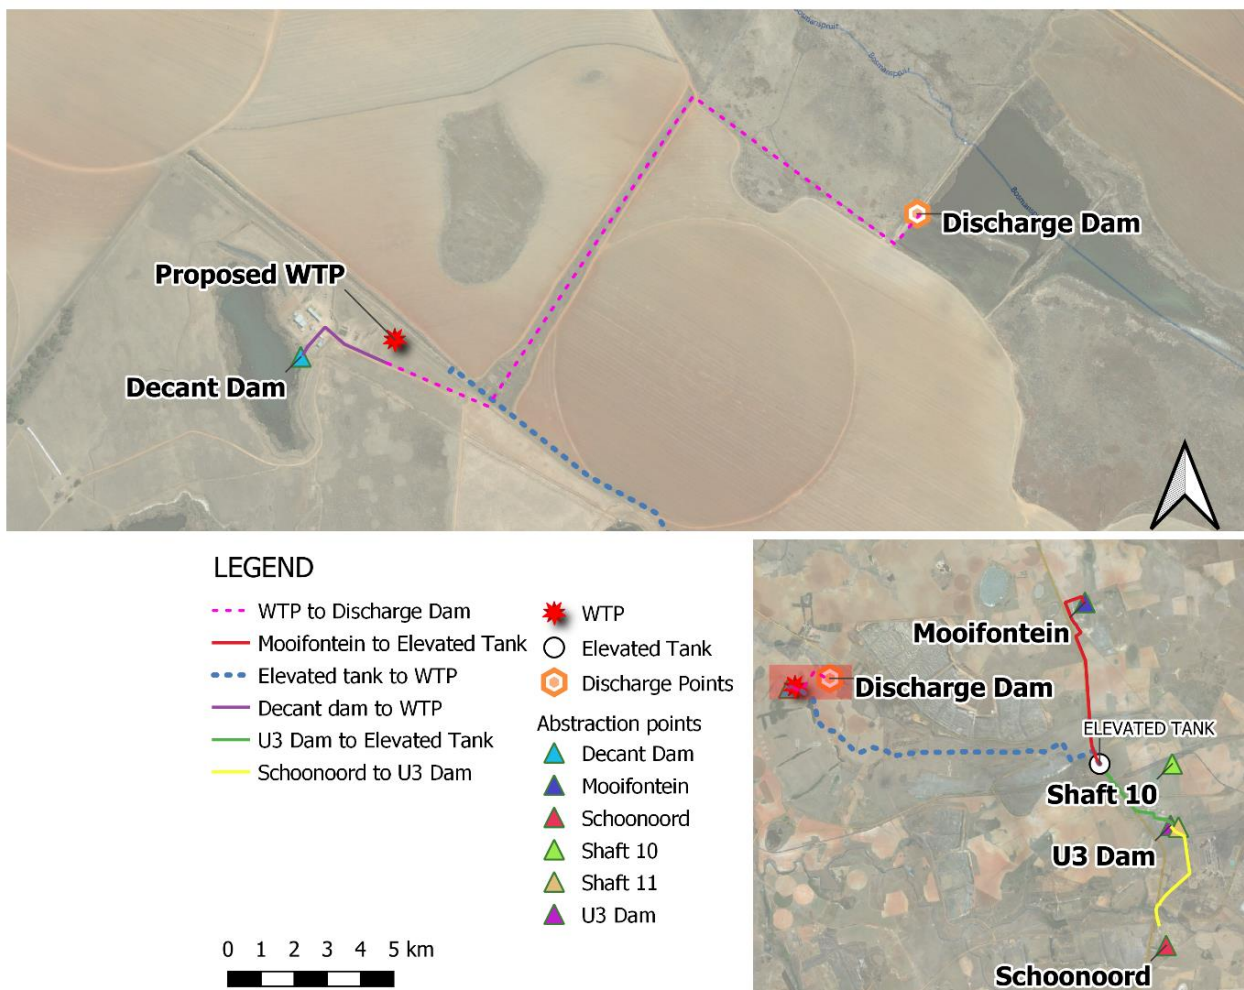 Bosmanspruit
Discharge Dam
Proposed WTP
Decant Dam
LEGEND
WTP to Discharge Dam
Mooifontein to Elevated Tank
Elevated tank to WTP
Decant dam to WTP
U3 Dam to Elevated Tank
Schoonoord to U3 Dam
WTP
Elevated Tank
Discharge Points
Abstraction points
Decant Dam
Mooifontein
Schoonoord
Shaft 10
Shaft 11
U3 Dam
0 1 2 3 4 5 km
Mooifontein
Discharge Dam
ELEVATED TANK
Shaft 10
U3 Dam
Schoonoord